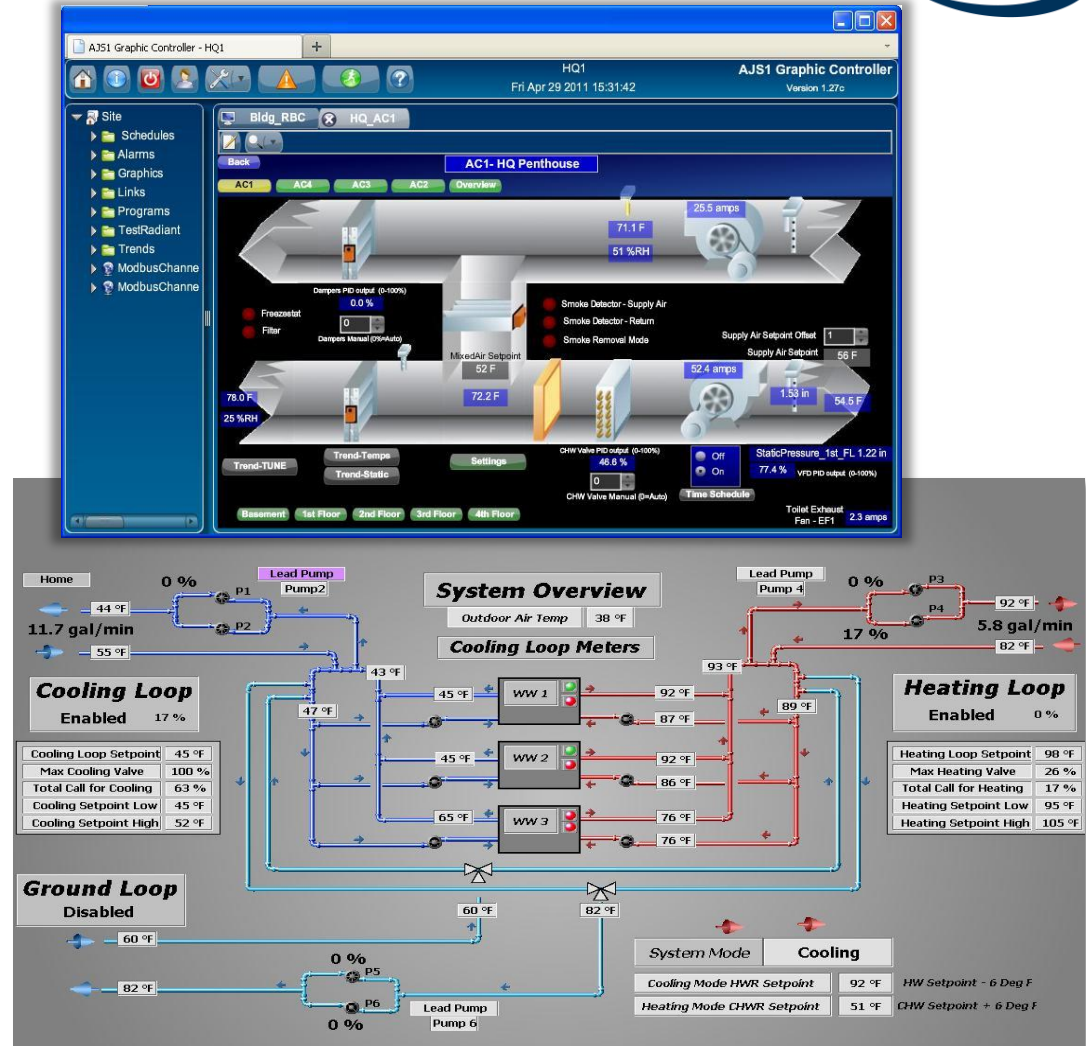 AJS1 Graphic Controller - HQ1
HQ1
Fri Apr 29 2011 15:31:42
AJS1 Graphic Controller
Version 1.27c
Site
Schedules
Alarms
Graphics
Links
Programs
TestRadiant
Trends
ModbusChanne
ModbusChanne
Bldg_RBC
HQ_AC1
Back
AC1- HQ Penthouse
AC1
AC4
AC3
AC2
Overview
25.5 amps
71.1 F
51 %RH
Dampers PID output (0-100%)
0.0 %
0
Dampers Manual (0%=Auto)
Freezestat
Filter
Smoke Detector - Supply Air
Smoke Detector - Return
Smoke Removal Mode
Supply Air Setpoint Offset
1
Supply Air Setpoint
56 F
MixedAir Setpoint
52 F
72.2 F
52.4 amps
1.53 in
54.5 F
78.0 F
25 %RH
Trend-TUNE
Trend-Temps
Trend-Static
Settings
CHW Valve PID output (0-100%)
46.6 %
0
CHW Valve Manual (0=Auto)
Off
On
Time Schedule
StaticPressure_1st_FL 1.22 in
77.4 % VFD PID output (0-100%)
Basement
1st Floor
2nd Floor
3rd Floor
4th Floor
Toilet Exhaust
Fan - EF1
2.3 amps
Home
0 %
P1
P2
Lead Pump
Pump2
44 °F
11.7 gal/min
55 °F
System Overview
Outdoor Air Temp 38 °F
Cooling Loop Meters
Lead Pump
Pump 4
0 %
P3
P4
17 %
92 °F
5.8 gal/min
82 °F
Cooling Loop
Enabled 17 %
Cooling Loop Setpoint 45 °F
Max Cooling Valve 100 %
Total Call for Cooling 63 %
Cooling Setpoint Low 45 °F
Cooling Setpoint High 52 °F
43 °F
47 °F
45 °F
WW 1
92 °F
87 °F
45 °F
WW 2
92 °F
86 °F
65 °F
WW 3
76 °F
76 °F
93 °F
89 °F
Heating Loop
Enabled 0 %
Heating Loop Setpoint 98 °F
Max Heating Valve 26 %
Total Call for Heating 17 %
Heating Setpoint Low 95 °F
Heating Setpoint High 105 °F
Ground Loop
Disabled
60 °F
82 °F
60 °F
82 °F
0 %
P5
P6
0 %
Lead Pump
Pump 6
System Mode Cooling
Cooling Mode HWR Setpoint 92 °F HW Setpoint - 6 Deg F
Heating Mode CHWR Setpoint 51 °F CHW Setpoint + 6 Deg F